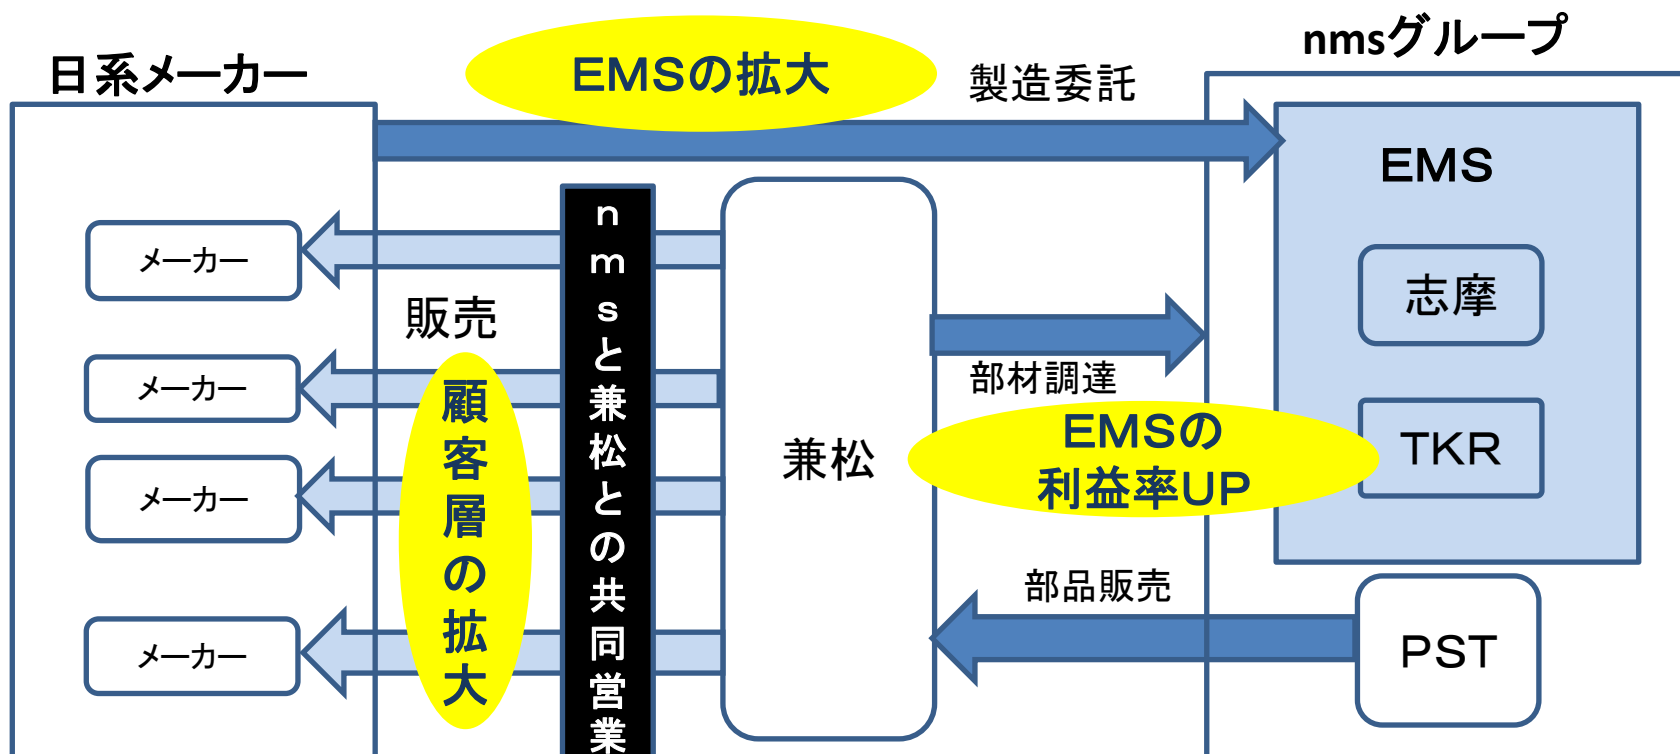 日系メーカー
EMSの拡大
製造委託
nmsグループ
EMS
メーカー
メーカー
メーカー
メーカー
販売
顧客層の拡大
nmsと兼松との共同営業
兼松
部材調達
EMSの
利益率UP
部品販売
志摩
TKR
PST